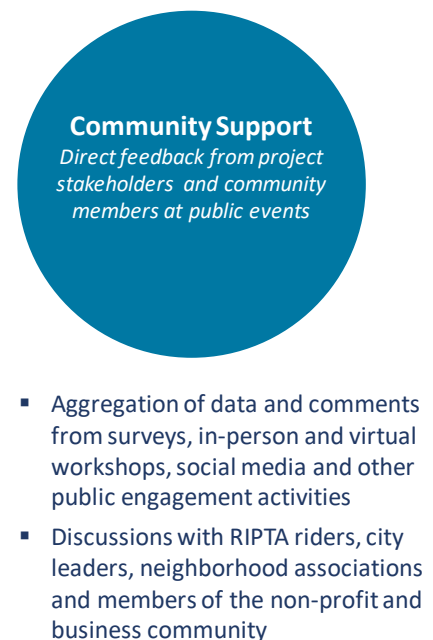 Community Support
Direct feedback from project
stakeholders and community
members at public events
▪ Aggregation of data and comments
from surveys, in-person and virtual
workshops, social media and other
public engagement activities
▪ Discussions with RIPTA riders, city
leaders, neighborhood associations
and members of the non-profit and
business community